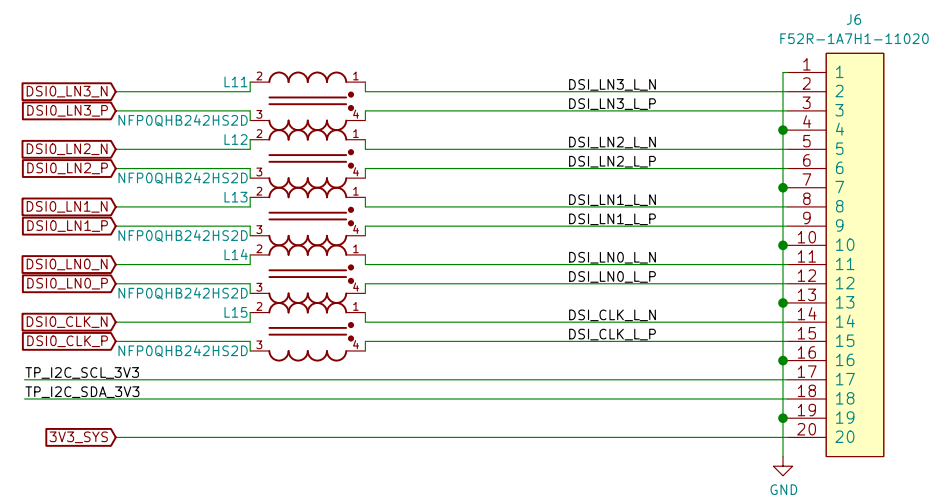 J6
F52R-1A7H1-11020
L11 2 1 DSI_LN3_L_N 1 1
DSI0_LN3_N 2 2
DSI0_LN3_P DSI_LN3_L_P 3 3
NFP0QHB242HS2D 3 4
L12 2 1 DSI_LN2_L_N 4 4
DSI0_LN2_N 5 5
DSI0_LN2_P DSI_LN2_L_P 6 6
NFP0QHB242HS2D 3 4
L13 2 1 DSI_LN1_L_N 7 7
DSI0_LN1_N 8 8
DSI0_LN1_P DSI_LN1_L_P 9 9
NFP0QHB242HS2D 3 4
L14 2 1 DSI_LN0_L_N 10 10
DSI0_LN0_N 11 11
DSI0_LN0_P DSI_LN0_L_P 12 12
NFP0QHB242HS2D 3 4
L15 2 1 DSI_CLK_L_N 13 13
DSI0_CLK_N 14 14
DSI0_CLK_P DSI_CLK_L_P 15 15
NFP0QHB242HS2D 3 4
16 16
TP_I2C_SCL_3V3 17 17
TP_I2C_SDA_3V3 18 18
19 19
3V3_SYS 20 20
GND